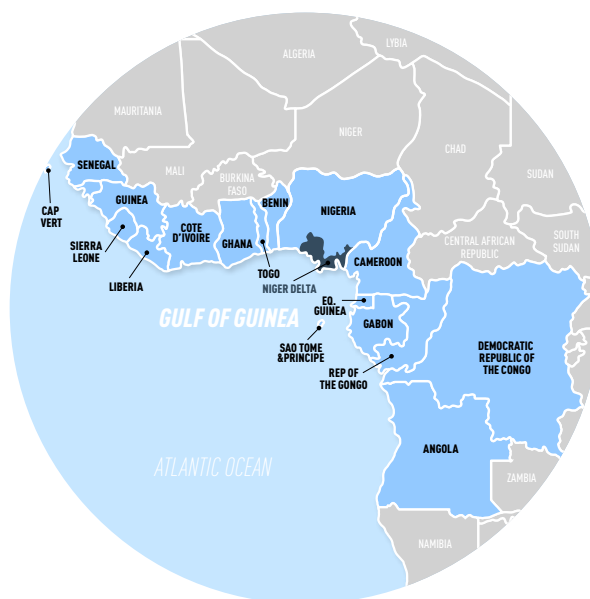 LYBIA
ALGERIA
MAURITANIA
NIGER
CHAD
SENEGAL
MALI
BURKINA
FASO
SUDAN
GUINEA
BENIN
NIGERIA
CAP
VERT
COTE
D'IVOIRE
GHANA
SIERRA
LEONE
CENTRAL AFRICAN
REPUBLIC
SOUTH
SUDAN
CAMEROON
TOGO
LIBERIA
NIGER DELTA
EQ.
GUINEA
GULF OF GUINEA
GABON
SAO TOME
&PRINCIPE
DEMOCRATIC
REPUBLIC OF
THE CONGO
REP OF
THE GONGO
ANGOLA
ATLANTIC OCEAN
ZAMBIA
NAMIBIA